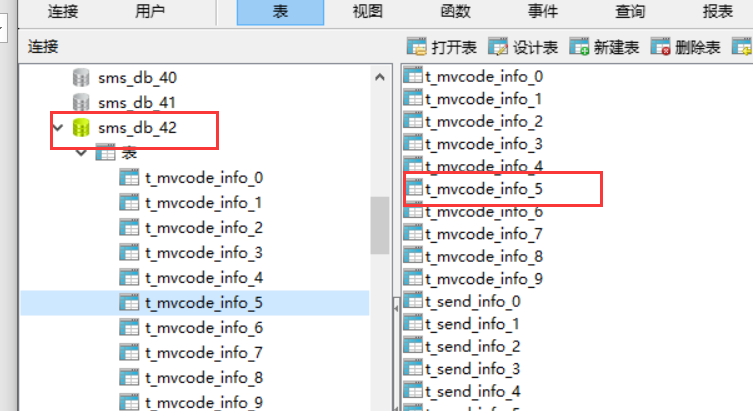 连接 用户 表 视图 函数 事件 查询 报表
连接
打开表 设计表 新建表 删除表
sms_db_40
sms_db_41
sms_db_42
表
t_mvcode_info_0
t_mvcode_info_1
t_mvcode_info_2
t_mvcode_info_3
t_mvcode_info_4
t_mvcode_info_5
t_mvcode_info_6
t_mvcode_info_7
t_mvcode_info_8
t_mvcode_info_9
t_mvcode_info_0
t_mvcode_info_1
t_mvcode_info_2
t_mvcode_info_3
t_mvcode_info_4
t_mvcode_info_5
t_mvcode_info_6
t_mvcode_info_7
t_mvcode_info_8
t_mvcode_info_9
t_send_info_0
t_send_info_1
t_send_info_2
t_send_info_3
t_send_info_4